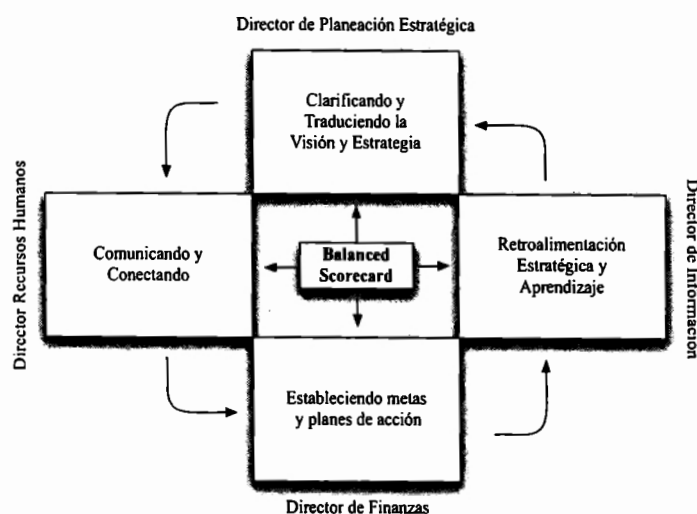 Director de Planeación Estratégica
Clarificando y
Traduciendo la
Visión y Estrategia
Director Recursos Humanos
Comunicando y
Conectando
Balanced
Scorecard
Retroalimentación
Estratégica y
Aprendizaje
Director de Información
Estableciendo metas
y planes de acción
Director de Finanzas